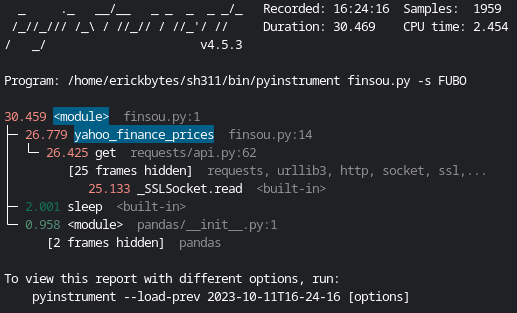 _     ._   __/__   _ _  _  _ _/_   Recorded: 16:24:16  Samples:  1959
 /_//_/// /_\ / //_// / //_'/ //     Duration: 30.469    CPU time: 2.454
/   _/                      v4.5.3
Program: /home/erickbytes/sh311/bin/pyinstrument finsou.py -s FUBO
30.459 <module>  finsou.py:1
├─ 26.779 yahoo_finance_prices  finsou.py:14
│  └─ 26.425 get  requests/api.py:62
│        [25 frames hidden]  requests, urllib3, http, socket, ssl,...
│           25.133 _SSLSocket.read  <built-in>
├─ 2.001 sleep  <built-in>
└─ 0.958 <module>  pandas/__init__.py:1
      [2 frames hidden]  pandas
To view this report with different options, run:
    pyinstrument --load-prev 2023-10-11T16-24-16 [options]